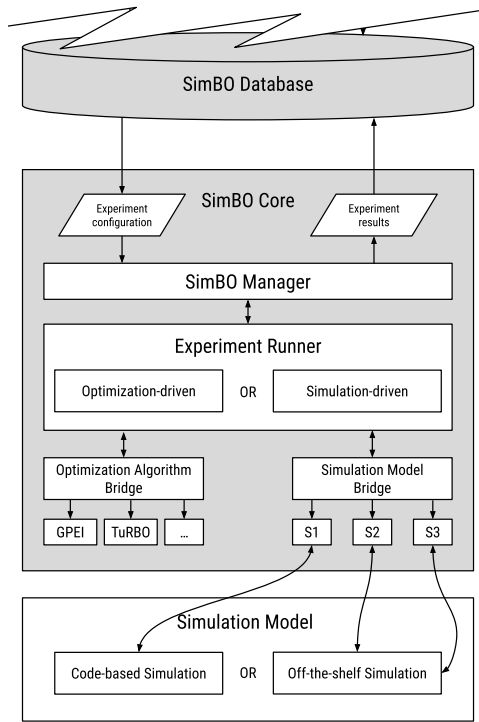 SimBO Database
SimBO Core
Experiment
configuration
Experiment
results
SimBO Manager
Experiment Runner
Optimization-driven
OR
Simulation-driven
Optimization Algorithm
Bridge
Simulation Model
Bridge
GPEI
TuRBO
...
S1
S2
S3
Simulation Model
Code-based Simulation
OR
Off-the-shelf Simulation